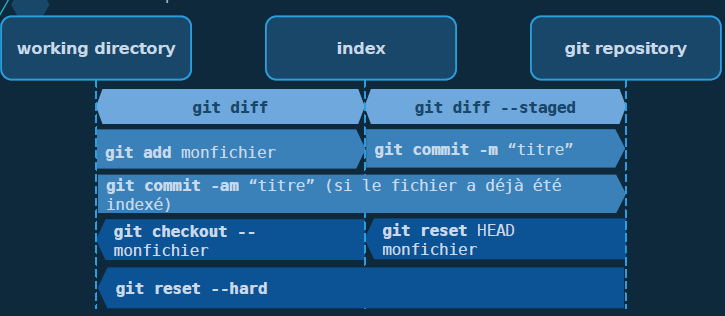 working directory
index
git repository
git diff
git diff --staged
git add monfichier
git commit -m “titre”
git commit -am “titre” (si le fichier a déjà été
indexé)
git checkout --
monfichier
git reset HEAD
monfichier
git reset --hard